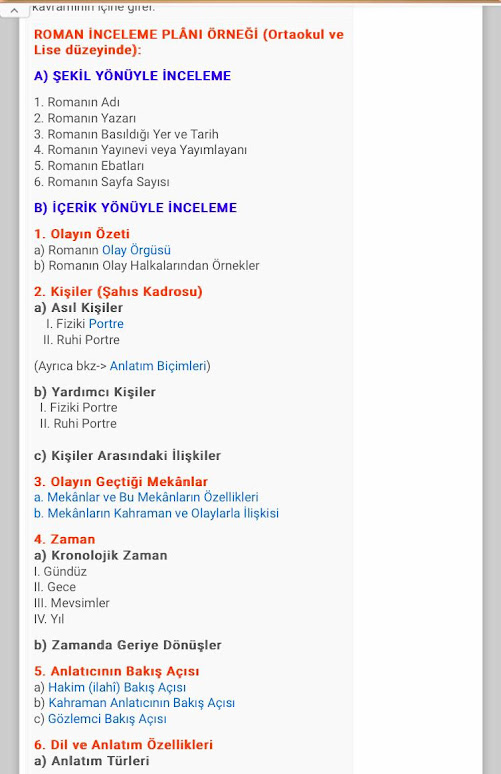 kavramının içine girer.
ROMAN İNCELEME PLÂNI ÖRNEĞİ (Ortaokul ve
Lise düzeyinde):
A) ŞEKİL YÖNÜYLE İNCELEME
1. Romanın Adı
2. Romanın Yazarı
3. Romanın Basıldığı Yer ve Tarih
4. Romanın Yayınevi veya Yayımlayanı
5. Romanın Ebatları
6. Romanın Sayfa Sayısı
B) İÇERİK YÖNÜYLE İNCELEME
1. Olayın Özeti
a) Romanın Olay Örgüsü
b) Romanın Olay Halkalarından Örnekler
2. Kişiler (Şahıs Kadrosu)
a) Asıl Kişiler
I. Fiziki Portre
II. Ruhi Portre
(Ayrıca bkz-> Anlatım Biçimleri)
b) Yardımcı Kişiler
I. Fiziki Portre
II. Ruhi Portre
c) Kişiler Arasındaki İlişkiler
3. Olayın Geçtiği Mekânlar
a. Mekânlar ve Bu Mekânların Özellikleri
b. Mekânların Kahraman ve Olaylarla İlişkisi
4. Zaman
a) Kronolojik Zaman
I. Gündüz
II. Gece
III. Mevsimler
IV. Yıl
b) Zamanda Geriye Dönüşler
5. Anlatıcının Bakış Açısı
a) Hakim (ilahî) Bakış Açısı
b) Kahraman Anlatıcının Bakış Açısı
c) Gözlemci Bakış Açısı
6. Dil ve Anlatım Özellikleri
a) Anlatım Türleri